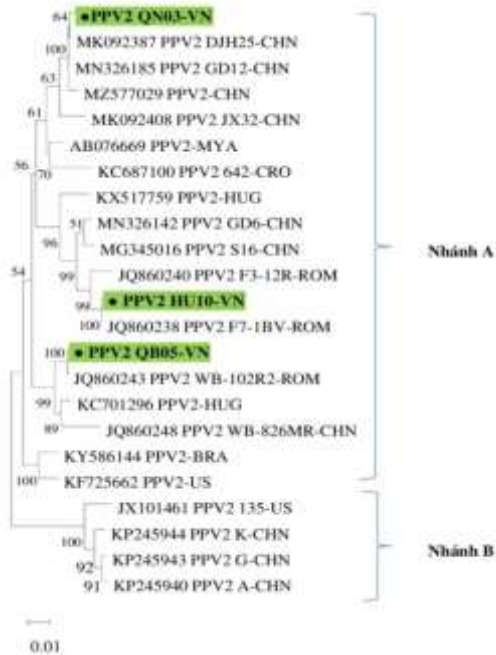 64 ●PPV2 QN03-VN
MK092387 PPV2 DJH25-CHN
100
MN326185 PPV2 GD12-CHN
63
MZ577029 PPV2-CHN
61
MK092408 PPV2 JX32-CHN
AB076669 PPV2-MYA
56
70
KC687100 PPV2 642-CRO
KX517759 PPV2-HUG
51
MN326142 PPV2 GD6-CHN
96
MG345016 PPV2 S16-CHN
Nhánh A
54
99
JQ860240 PPV2 F3-12R-ROM
99
● PPV2 HU10-VN
100
JQ860238 PPV2 F7-1BV-ROM
100 ● PPV2 QB05-VN
JQ860243 PPV2 WB-102R2-ROM
99
KC701296 PPV2-HUG
89
JQ860248 PPV2 WB-826MR-CHN
KY586144 PPV2-BRA
100
KF725662 PPV2-US
JX101461 PPV2 135-US
100
KP245944 PPV2 K-CHN
Nhánh B
92
KP245943 PPV2 G-CHN
91
KP245940 PPV2 A-CHN
0.01